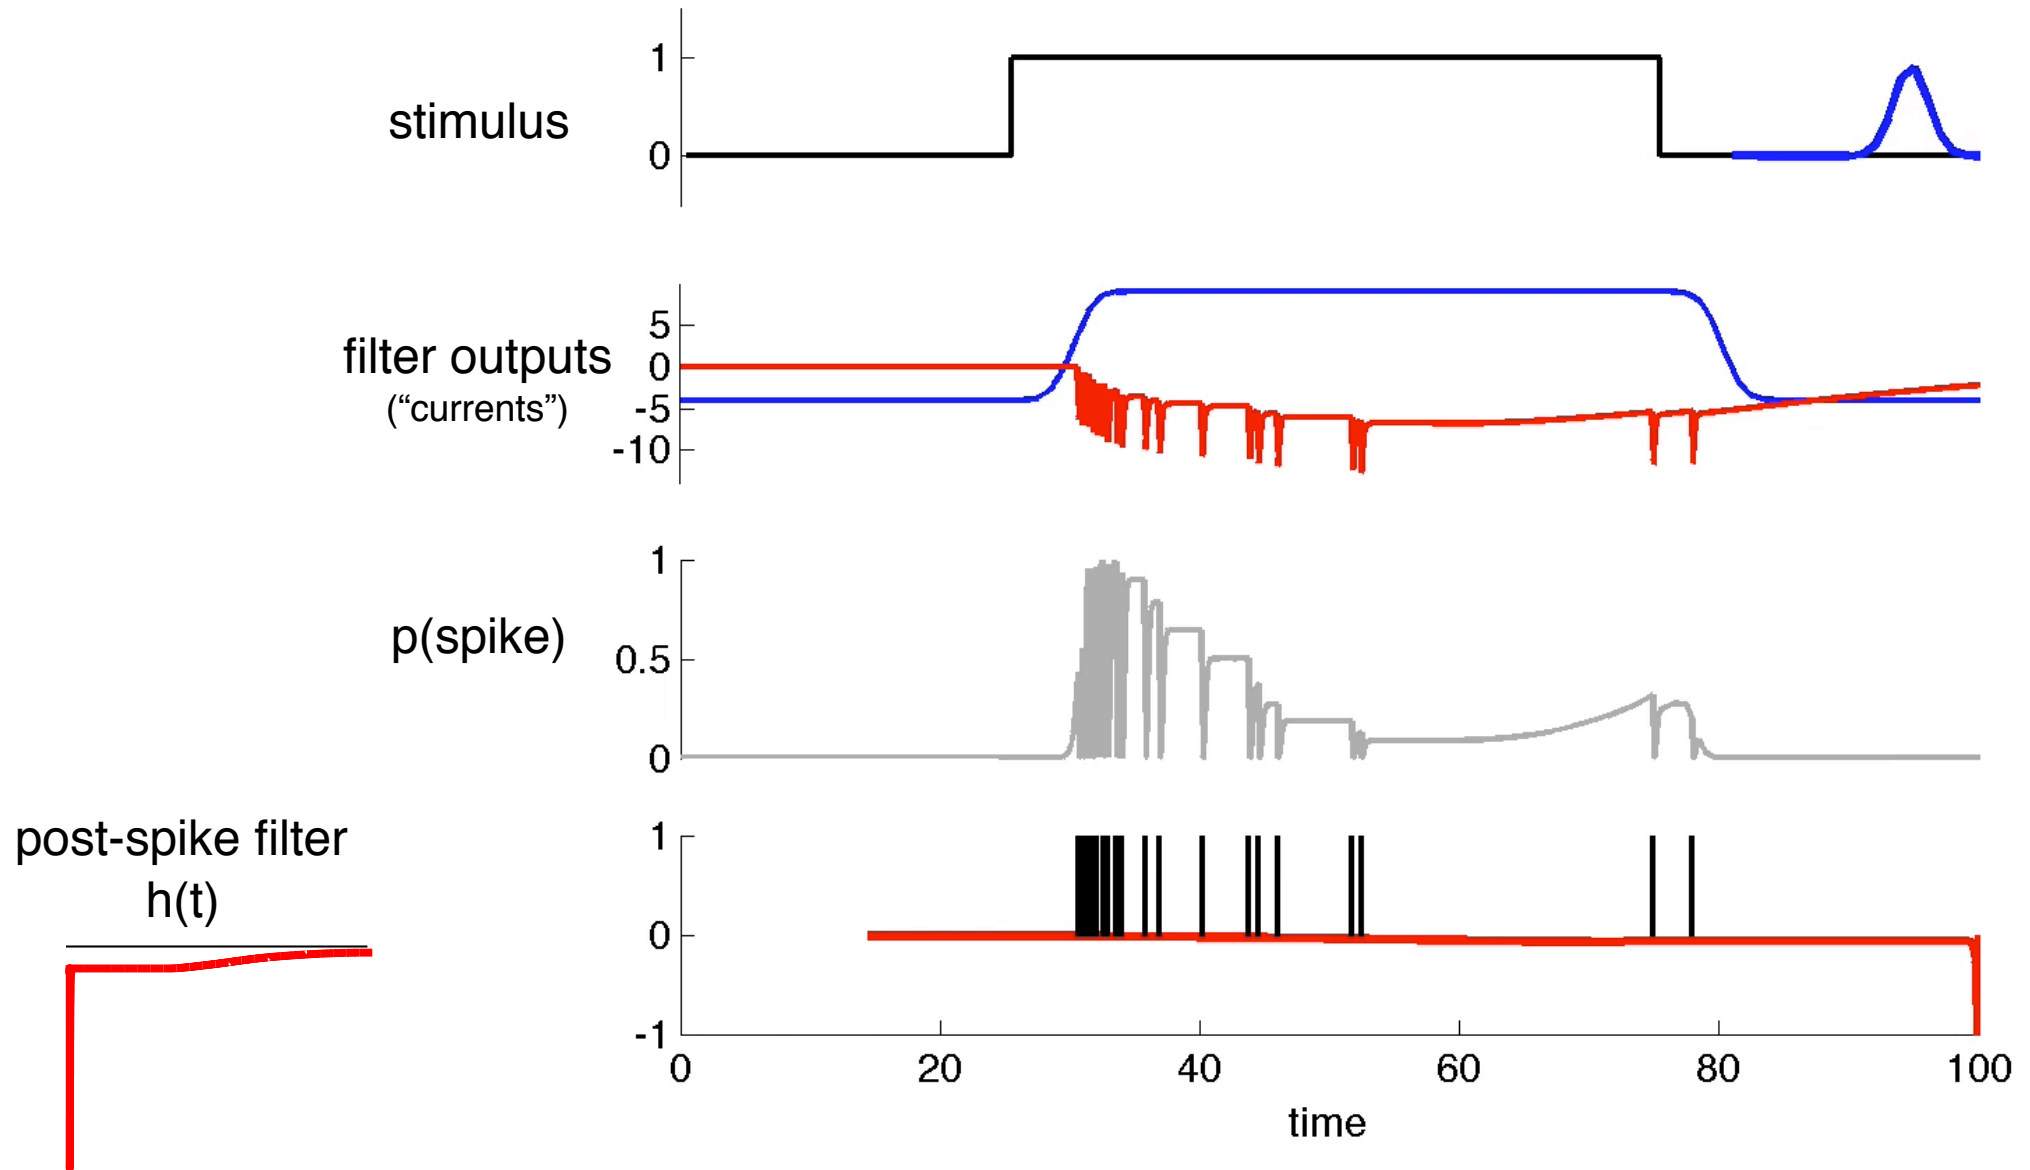 1
stimulus
0
5
filter outputs
0
("currents")
-5
-10
1
p(spike)
0.5
0
post-spike filter
h(t)
1
0
-1
0 20 40 60 80 100
time